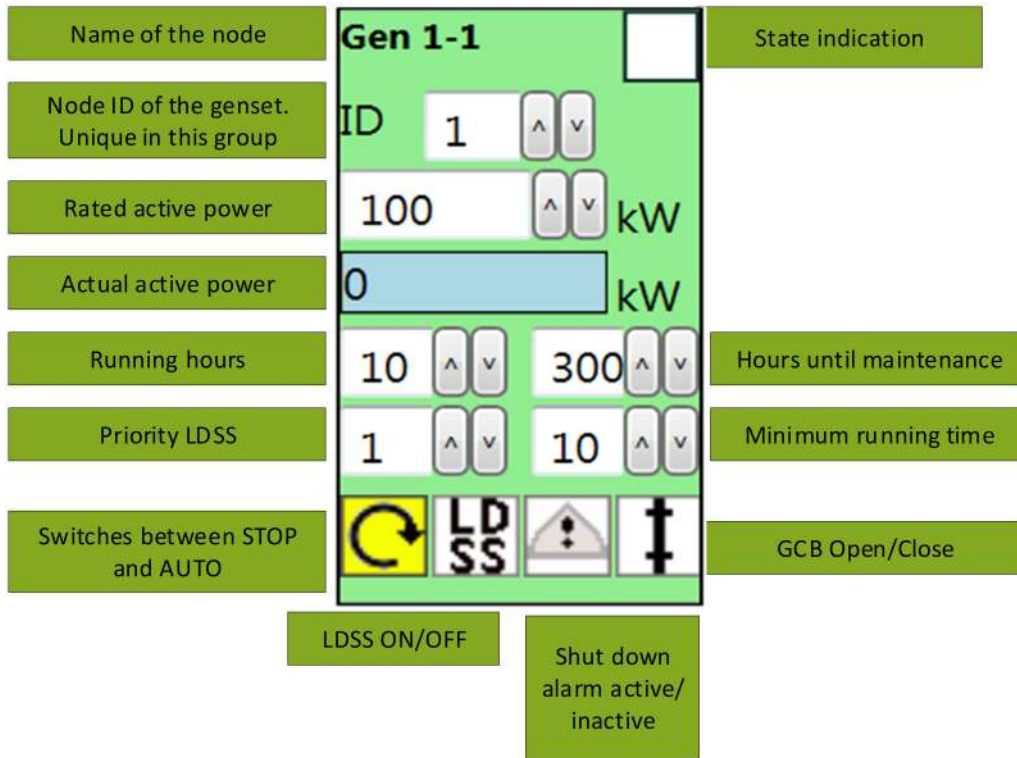 Name of the node
Gen 1-1
State indication
Node ID of the genset.
Unique in this group
ID
1
Rated active power
100
kW
Actual active power
0
kW
Running hours
10
300
Hours until maintenance
Priority LDSS
1
10
Minimum running time
Switches between STOP
and AUTO
LD
SS
GCB Open/Close
LDSS ON/OFF
Shut down
alarm active/
inactive